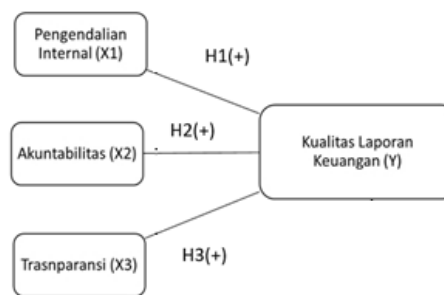 Pengendalian
Internal (X1)
H1(+)
H2(+)
Akuntabilitas (X2)
Kualitas Laporan
Keuangan (Y)
Trasnparansi (X3)
H3(+)